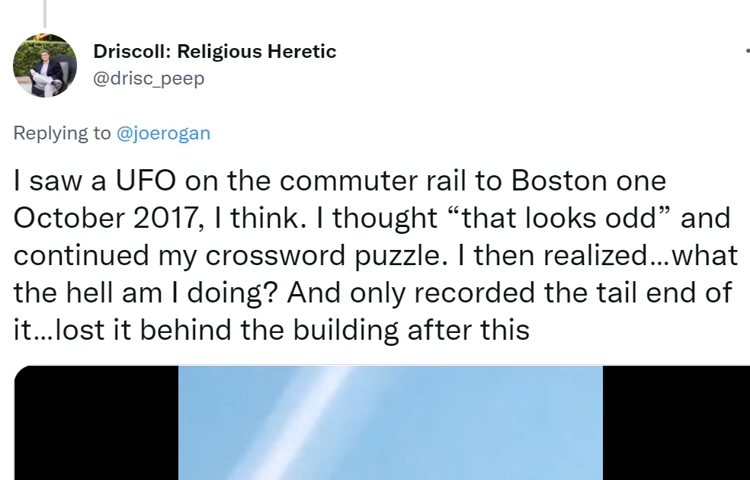 Driscoll: Religious Heretic
@drisc_peep
Replying to @joerogan
I saw a UFO on the commuter rail to Boston one
October 2017, I think. I thought “that looks odd” and
continued my crossword puzzle. I then realized...what
the hell am I doing? And only recorded the tail end of
it...lost it behind the building after this